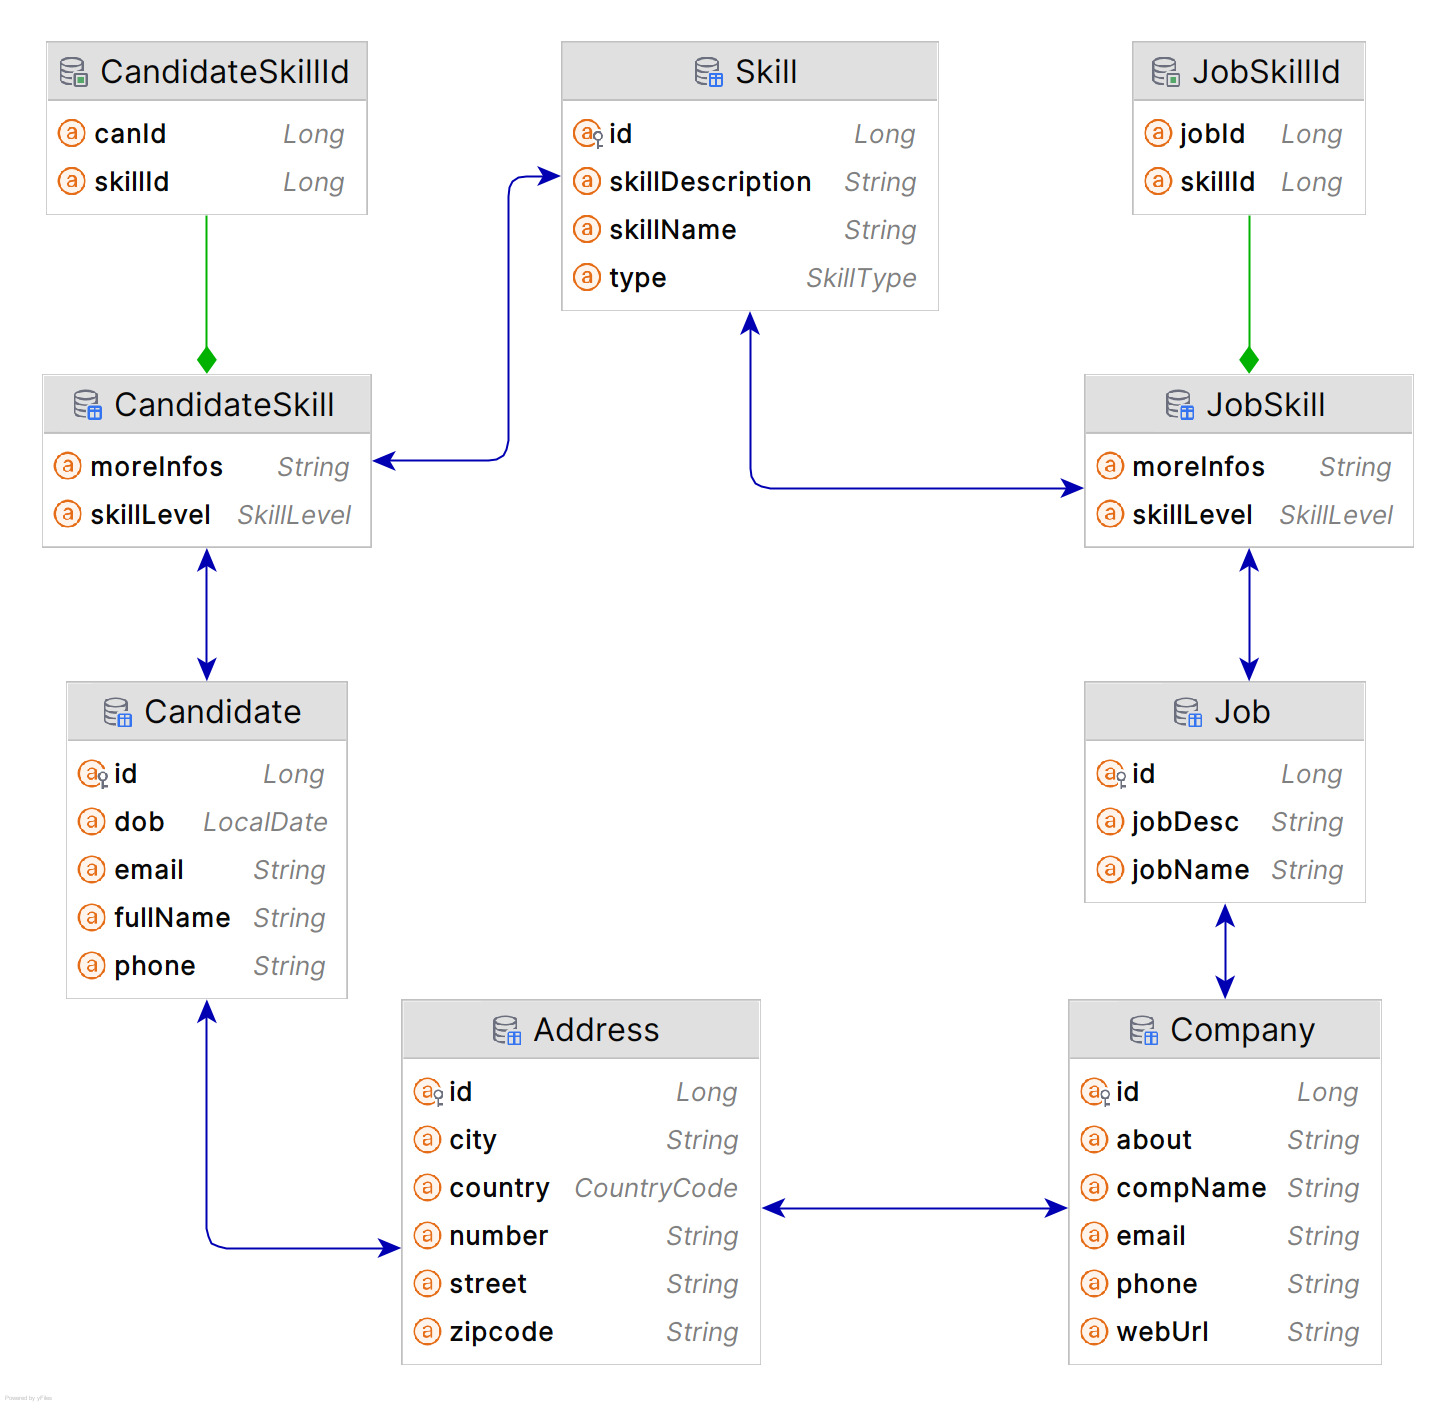 CandidateSkillId
canId Long
skillId Long
Skill
id Long
skillDescription String
skillName String
type SkillType
JobSkillId
jobId Long
skillId Long
CandidateSkill
moreInfos String
skillLevel SkillLevel
JobSkill
moreInfos String
skillLevel SkillLevel
Candidate
id Long
dob LocalDate
email String
fullName String
phone String
Job
id Long
jobDesc String
jobName String
Address
id Long
city String
country CountryCode
number String
street String
zipcode String
Company
id Long
about String
compName String
email String
phone String
webUrl String
Powered by yFiles